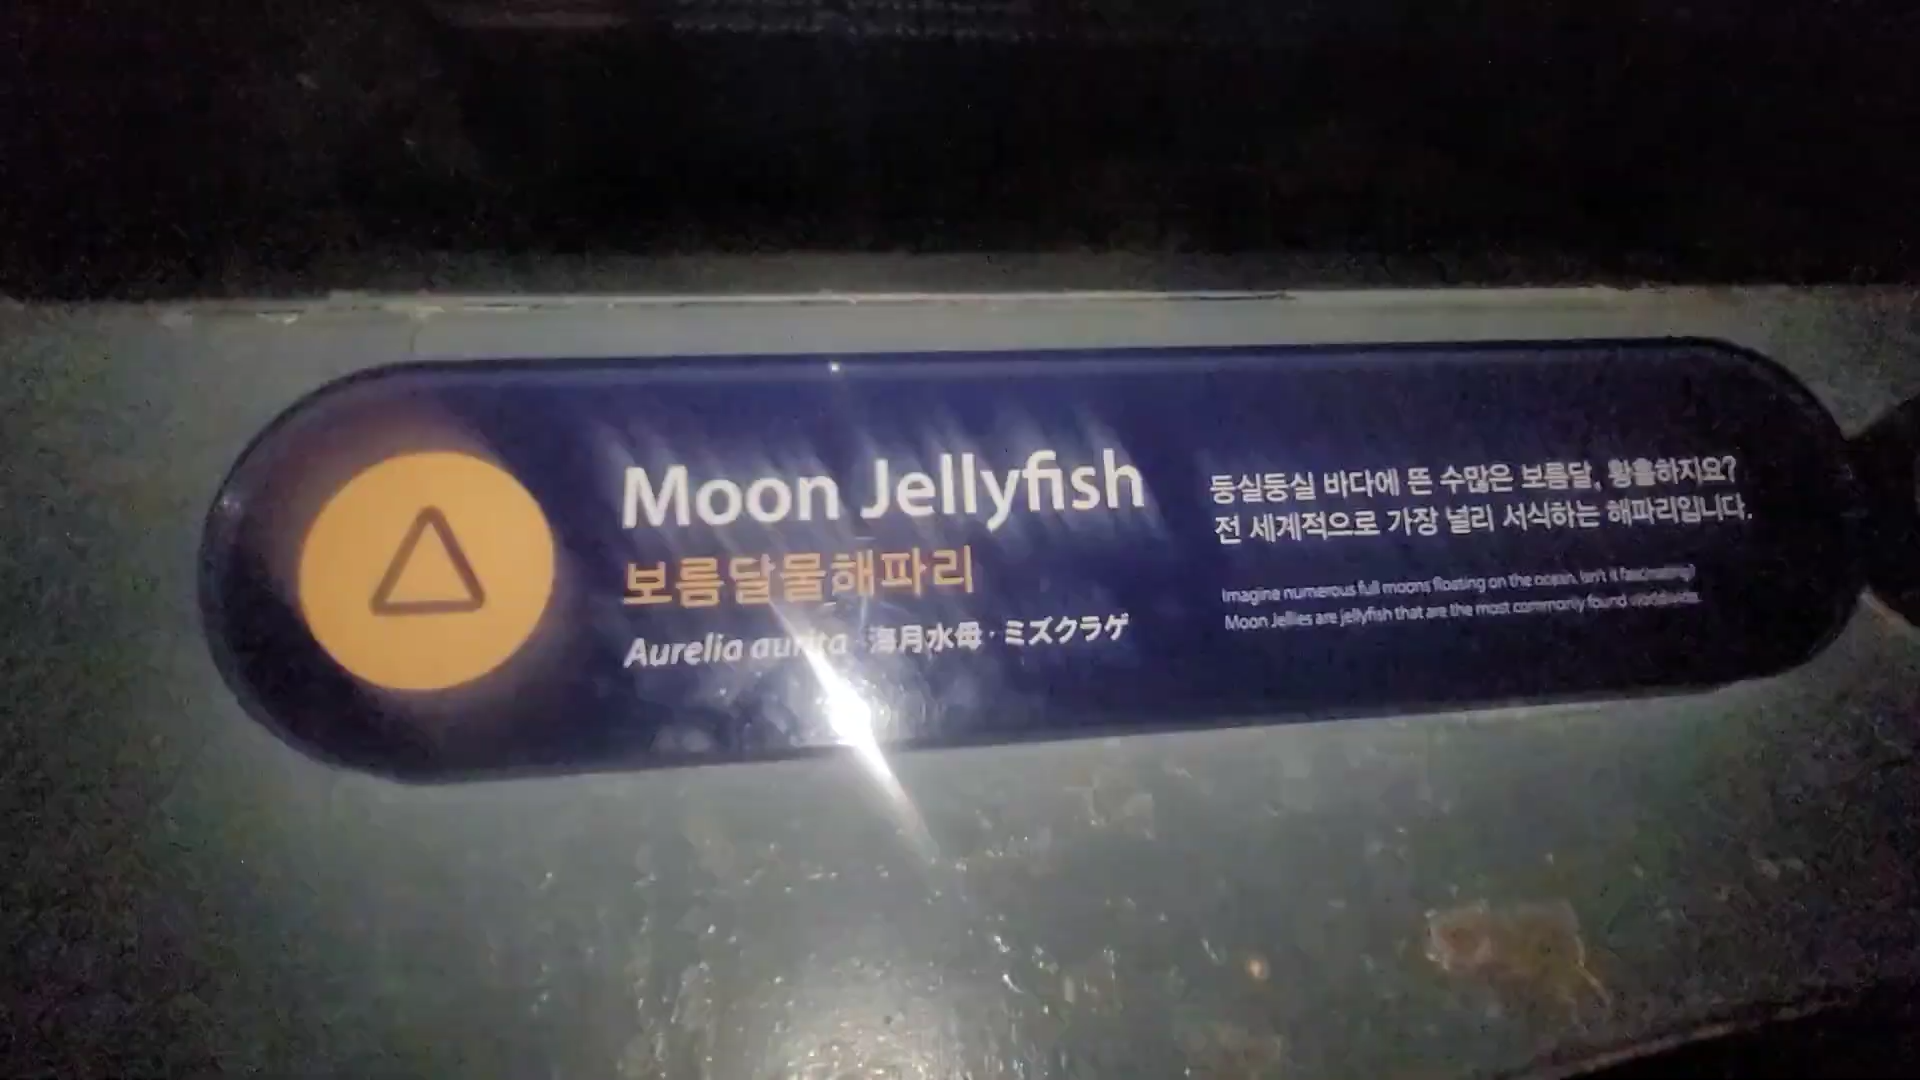 Moon Jellyfish
보름달물해파리
Aurelia aurita · 海月水母 · ミズクラゲ
둥실둥실 바다에 뜬 수많은 보름달, 황홀하지요?
전 세계적으로 가장 널리 서식하는 해파리입니다.
Imagine numerous full moons floating on the ocean. Isn't it fascinating?
Moon Jellies are jellyfish that are the most commonly found worldwide.